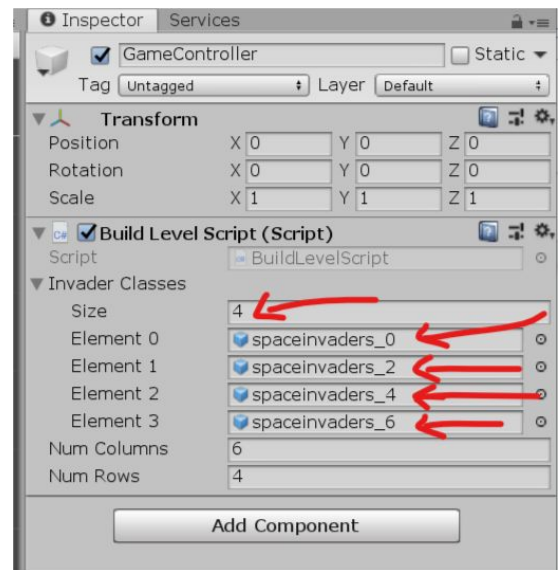 Inspector Services
GameController Static
Tag Untagged Layer Default
Transform
Position X 0 Y 0 Z 0
Rotation X 0 Y 0 Z 0
Scale X 1 Y 1 Z 1
C# Build Level Script (Script)
Script BuildLevelScript
Invader Classes
Size 4
Element 0 spaceinvaders_0
Element 1 spaceinvaders_2
Element 2 spaceinvaders_4
Element 3 spaceinvaders_6
Num Columns 6
Num Rows 4
Add Component